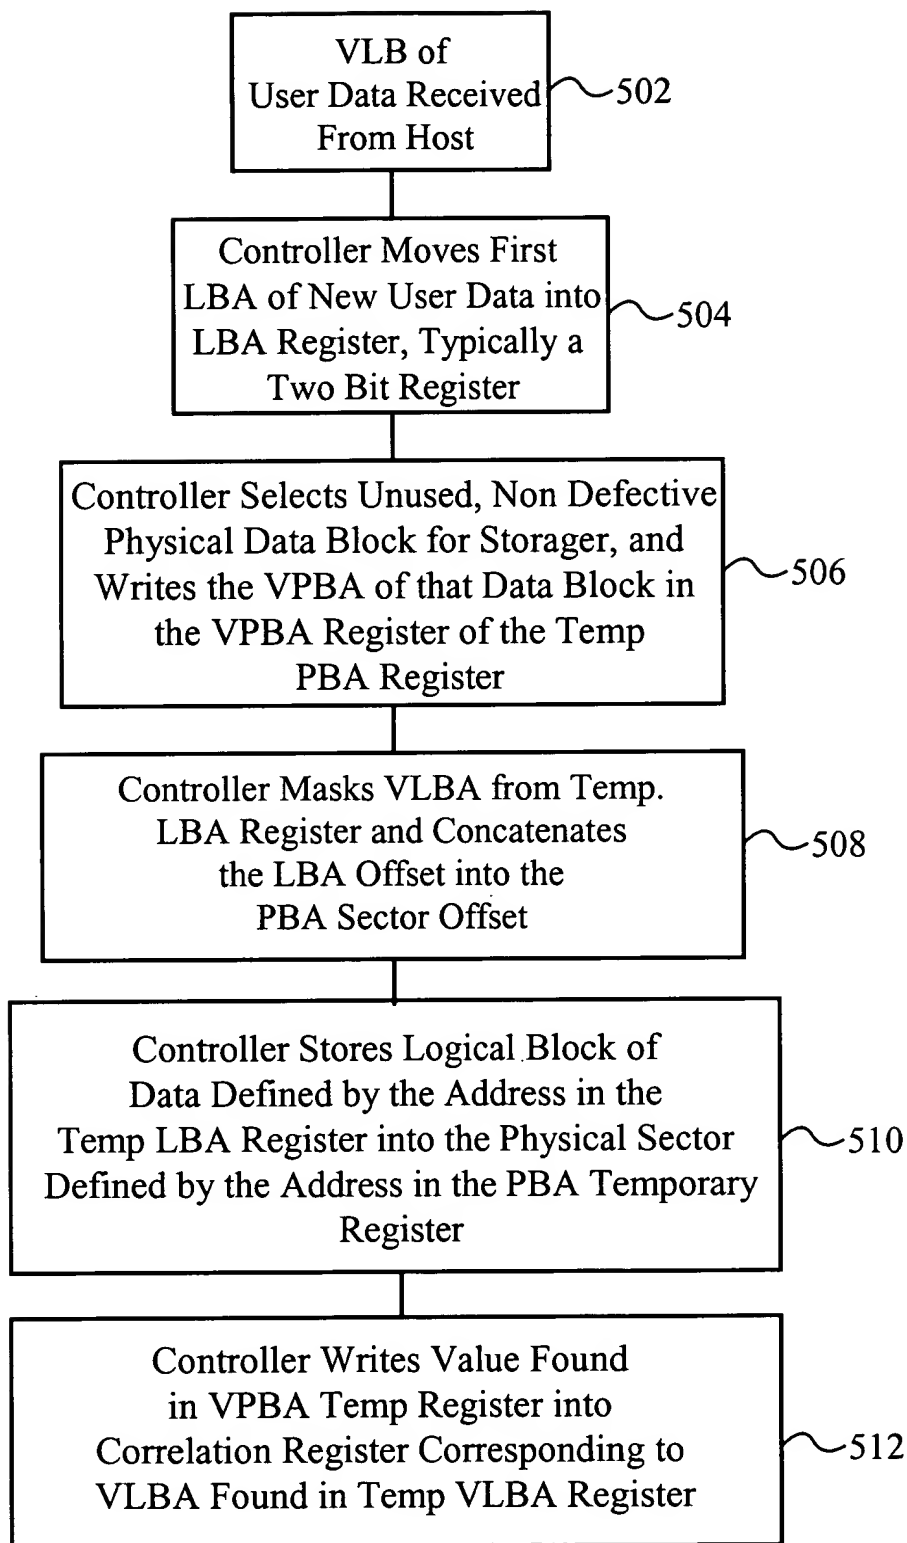 VLB of
User Data Received
From Host
502
Controller Moves First
LBA of New User Data into
LBA Register, Typically a
Two Bit Register
504
Controller Selects Unused, Non Defective
Physical Data Block for Storager, and
Writes the VPBA of that Data Block in
the VPBA Register of the Temp
PBA Register
506
Controller Masks VLBA from Temp.
LBA Register and Concatenates
the LBA Offset into the
PBA Sector Offset
508
Controller Stores Logical Block of
Data Defined by the Address in the
Temp LBA Register into the Physical Sector
Defined by the Address in the PBA Temporary
Register
510
Controller Writes Value Found
in VPBA Temp Register into
Correlation Register Corresponding to
VLBA Found in Temp VLBA Register
512